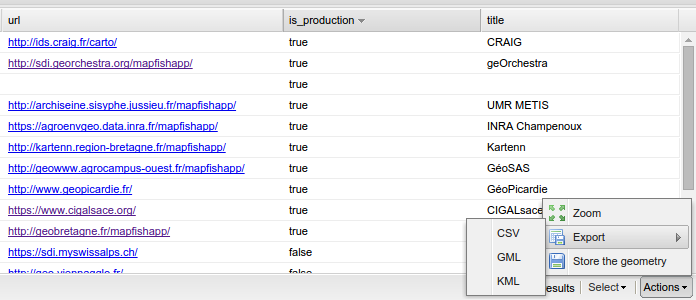 url is_production title
http://ids.craig.fr/carto/ true CRAIG
http://sdi.georchestra.org/mapfishapp/ true geOrchestra
true
http://archiseine.sisyphe.jussieu.fr/mapfishapp/ true UMR METIS
https://agroenvgeo.data.inra.fr/mapfishapp/ true INRA Champenoux
http://kartenn.region-bretagne.fr/mapfishapp/ true Kartenn
http://geowww.agrocampus-ouest.fr/mapfishapp/ true GéoSAS
http://www.geopicardie.fr/ true GéoPicardie
https://www.cigalsace.org/ true CIGALsace
http://geobretagne.fr/mapfishapp/ true
https://sdi.myswissalps.ch/ false
false
Zoom
Export
Store the geometry
CSV
GML
KML
esults Select Actions